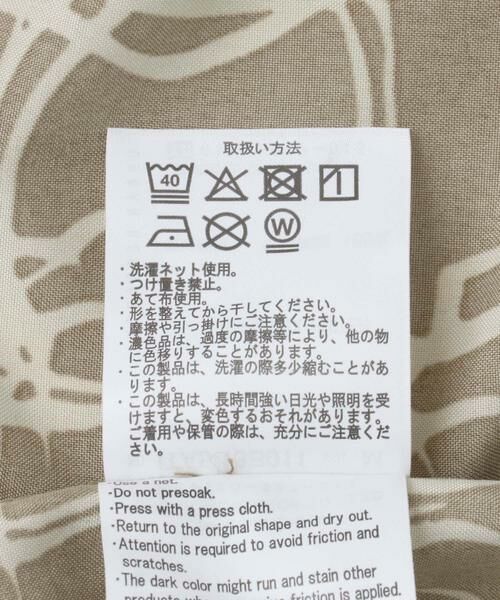 取扱い方法
40
W
・洗濯ネット使用。
・つけ置き禁止。
・あて布使用。
・形を整えてから干してください。
・摩擦や引っ掛けにご注意ください。
・濃色品は、過度の摩擦等により、他の物
に色移りすることがあります。
・この製品は、洗濯の際多少縮むことがあ
ります。
・この製品は、長時間強い日光や照明を受
けますと、変色するおそれがあります。
ご着用や保管の際は、充分にご注意くだ
さい。
・Use a net.
・Do not presoak.
・Press with a press cloth.
・Return to the original shape and dry out.
・Attention is required to avoid friction and
scratches.
・The dark color might run and stain other
products when excessive friction is applied.